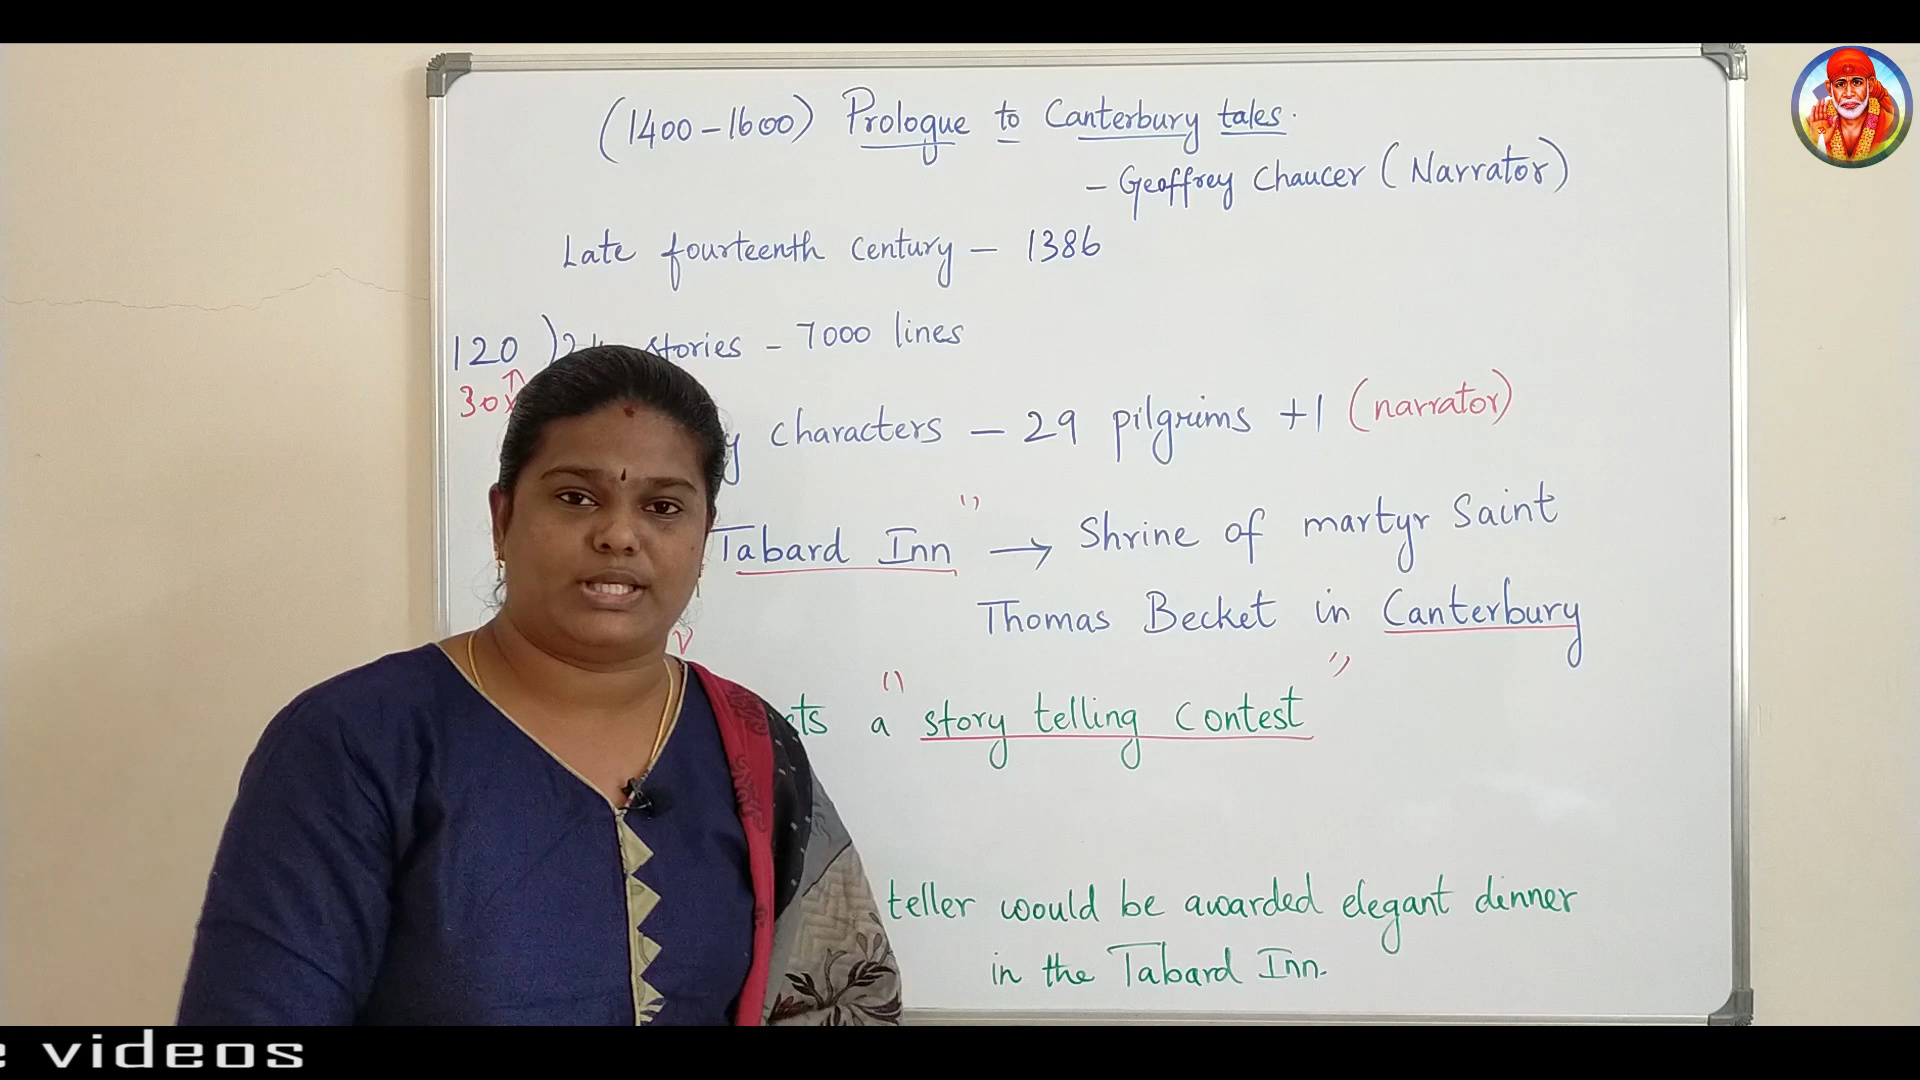 (1400-1600) Prologue to Canterbury tales.
- Geoffrey Chaucer (Narrator)
Late fourteenth century - 1386
120) stories - 7000 lines
30x
characters - 29 pilgrims +1 (narrator)
Tabard Inn" → Shrine of martyr Saint
Thomas Becket in Canterbury
a "story telling contest"
teller would be awarded elegant dinner
in the Tabard Inn.
videos